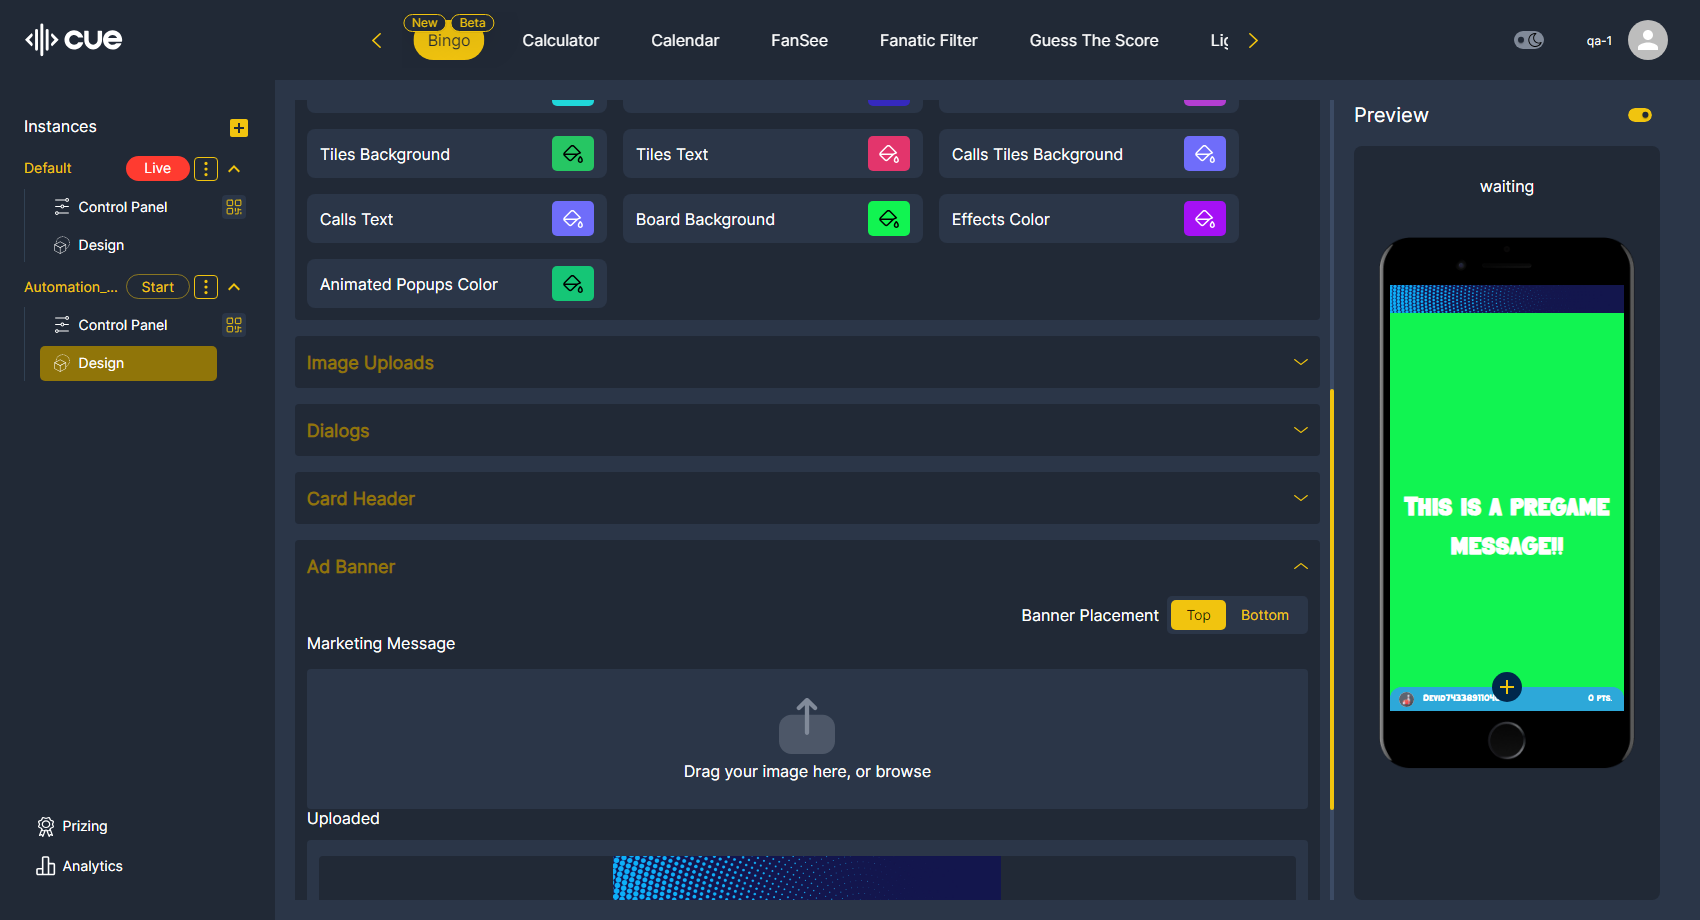 cue
New
Beta
Bingo
Calculator
Calendar
FanSee
Fanatic Filter
Guess The Score
qa-1
Instances
Default
Live
Control Panel
Design
Automation_...
Start
Control Panel
Design
Prizing
Analytics
Tiles Background
Tiles Text
Calls Tiles Background
Calls Text
Board Background
Effects Color
Animated Popups Color
Image Uploads
Dialogs
Card Header
Ad Banner
Banner Placement
Top
Bottom
Marketing Message
Drag your image here, or browse
Uploaded
Preview
waiting
This is a pregame
message!!
0 pts.